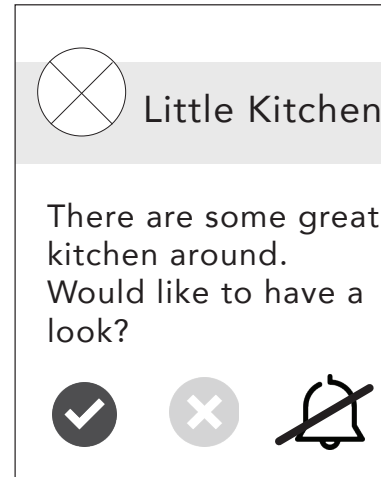 Little Kitchen
There are some great
kitchen around.
Would like to have a
look?